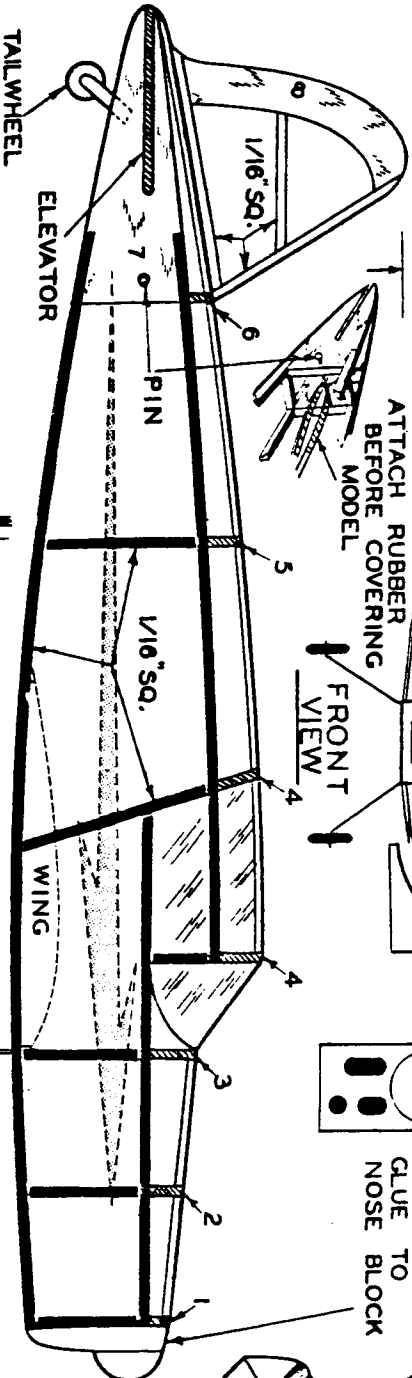 ATTACH RUBBER
BEFORE COVERING
MODEL
GLUE TO
NOSE BLOCK
FRONT
VIEW
8
1/16" SQ.
6
5
4
4
3
2
1
PIN
7
1/16" SQ.
ELEVATOR
WING
TAILWHEEL